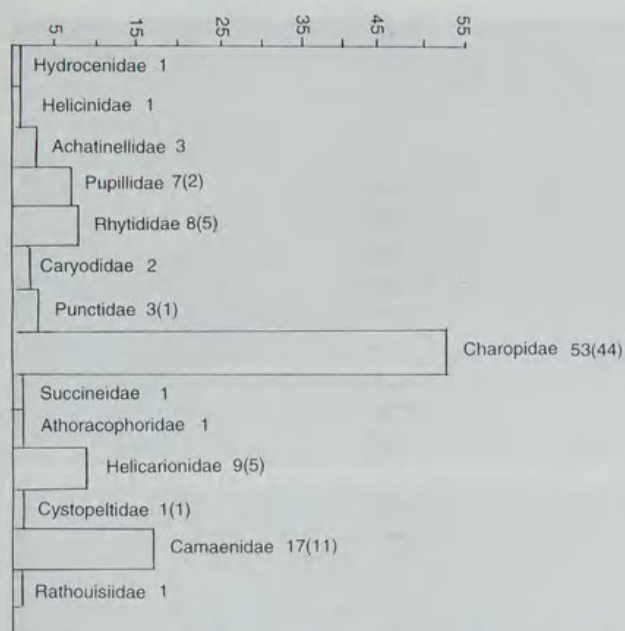 5 15 25 35 45 55
Hydrocenidae 1
Helicinidae 1
Achatinellidae 3
Pupillidae 7(2)
Rhytididae 8(5)
Caryodidae 2
Punctidae 3(1)
Charopidae 53(44)
Succineidae 1
Athoracophoridae 1
Helicarionidae 9(5)
Cystopeltidae 1(1)
Camaenidae 17(11)
Rathouisiidae 1